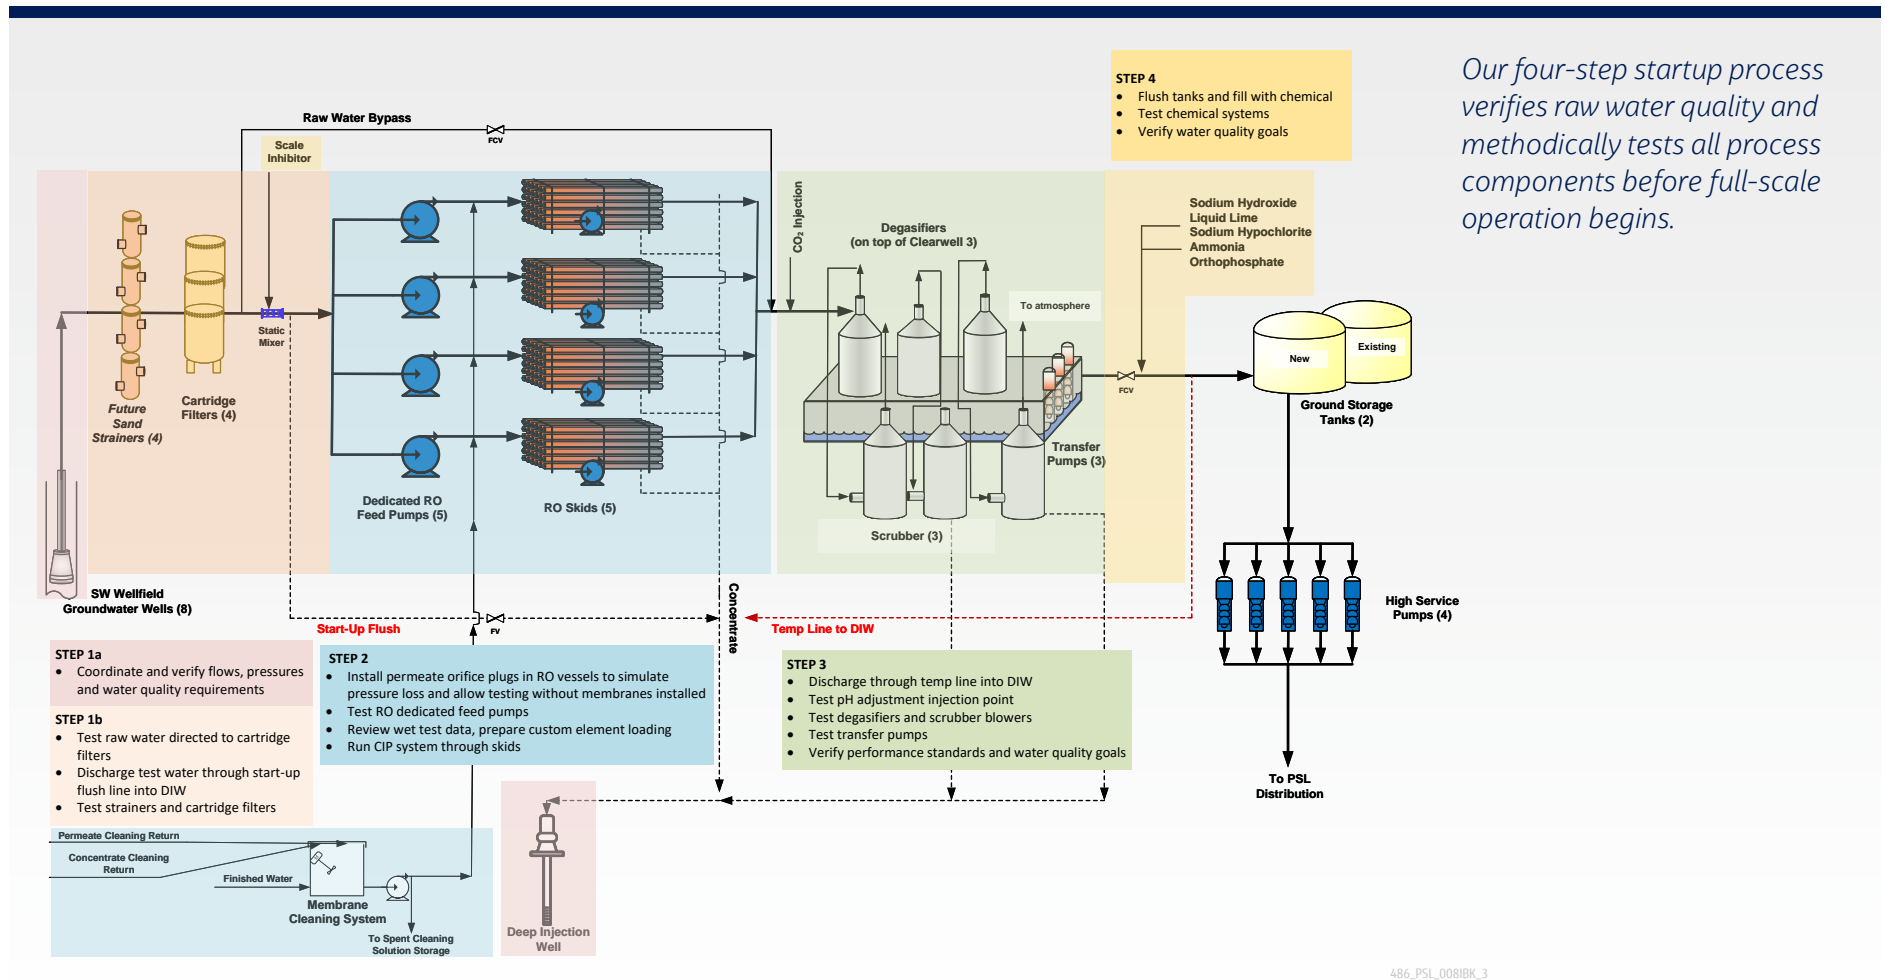 Our four-step startup process
verifies raw water quality and
methodically tests all process
components before full-scale
operation begins.
STEP 4
• Flush tanks and fill with chemical
• Test chemical systems
• Verify water quality goals
Raw Water Bypass
FCV
Scale
Inhibitor
Static
Mixer
Future
Sand
Strainers (4)
Cartridge
Filters (4)
Dedicated RO
Feed Pumps (5)
RO Skids (5)
CO₂ Injection
Degasifiers
(on top of Clearwell 3)
To atmosphere
Transfer
Pumps (3)
Scrubber (3)
FCV
Sodium Hydroxide
Liquid Lime
Sodium Hypochlorite
Ammonia
Orthophosphate
New
Existing
Ground Storage
Tanks (2)
High Service
Pumps (4)
To PSL
Distribution
SW Wellfield
Groundwater Wells (8)
Start-Up Flush
FV
Concentrate
Temp Line to DIW
STEP 1a
• Coordinate and verify flows, pressures
and water quality requirements
STEP 1b
• Test raw water directed to cartridge
filters
• Discharge test water through start-up
flush line into DIW
• Test strainers and cartridge filters
STEP 2
• Install permeate orifice plugs in RO vessels to simulate
pressure loss and allow testing without membranes installed
• Test RO dedicated feed pumps
• Review wet test data, prepare custom element loading
• Run CIP system through skids
STEP 3
• Discharge through temp line into DIW
• Test pH adjustment injection point
• Test degasifiers and scrubber blowers
• Test transfer pumps
• Verify performance standards and water quality goals
Permeate Cleaning Return
Concentrate Cleaning
Return
Finished Water
Membrane
Cleaning System
To Spent Cleaning
Solution Storage
Deep Injection
Well
486_PSL_008IBK_3